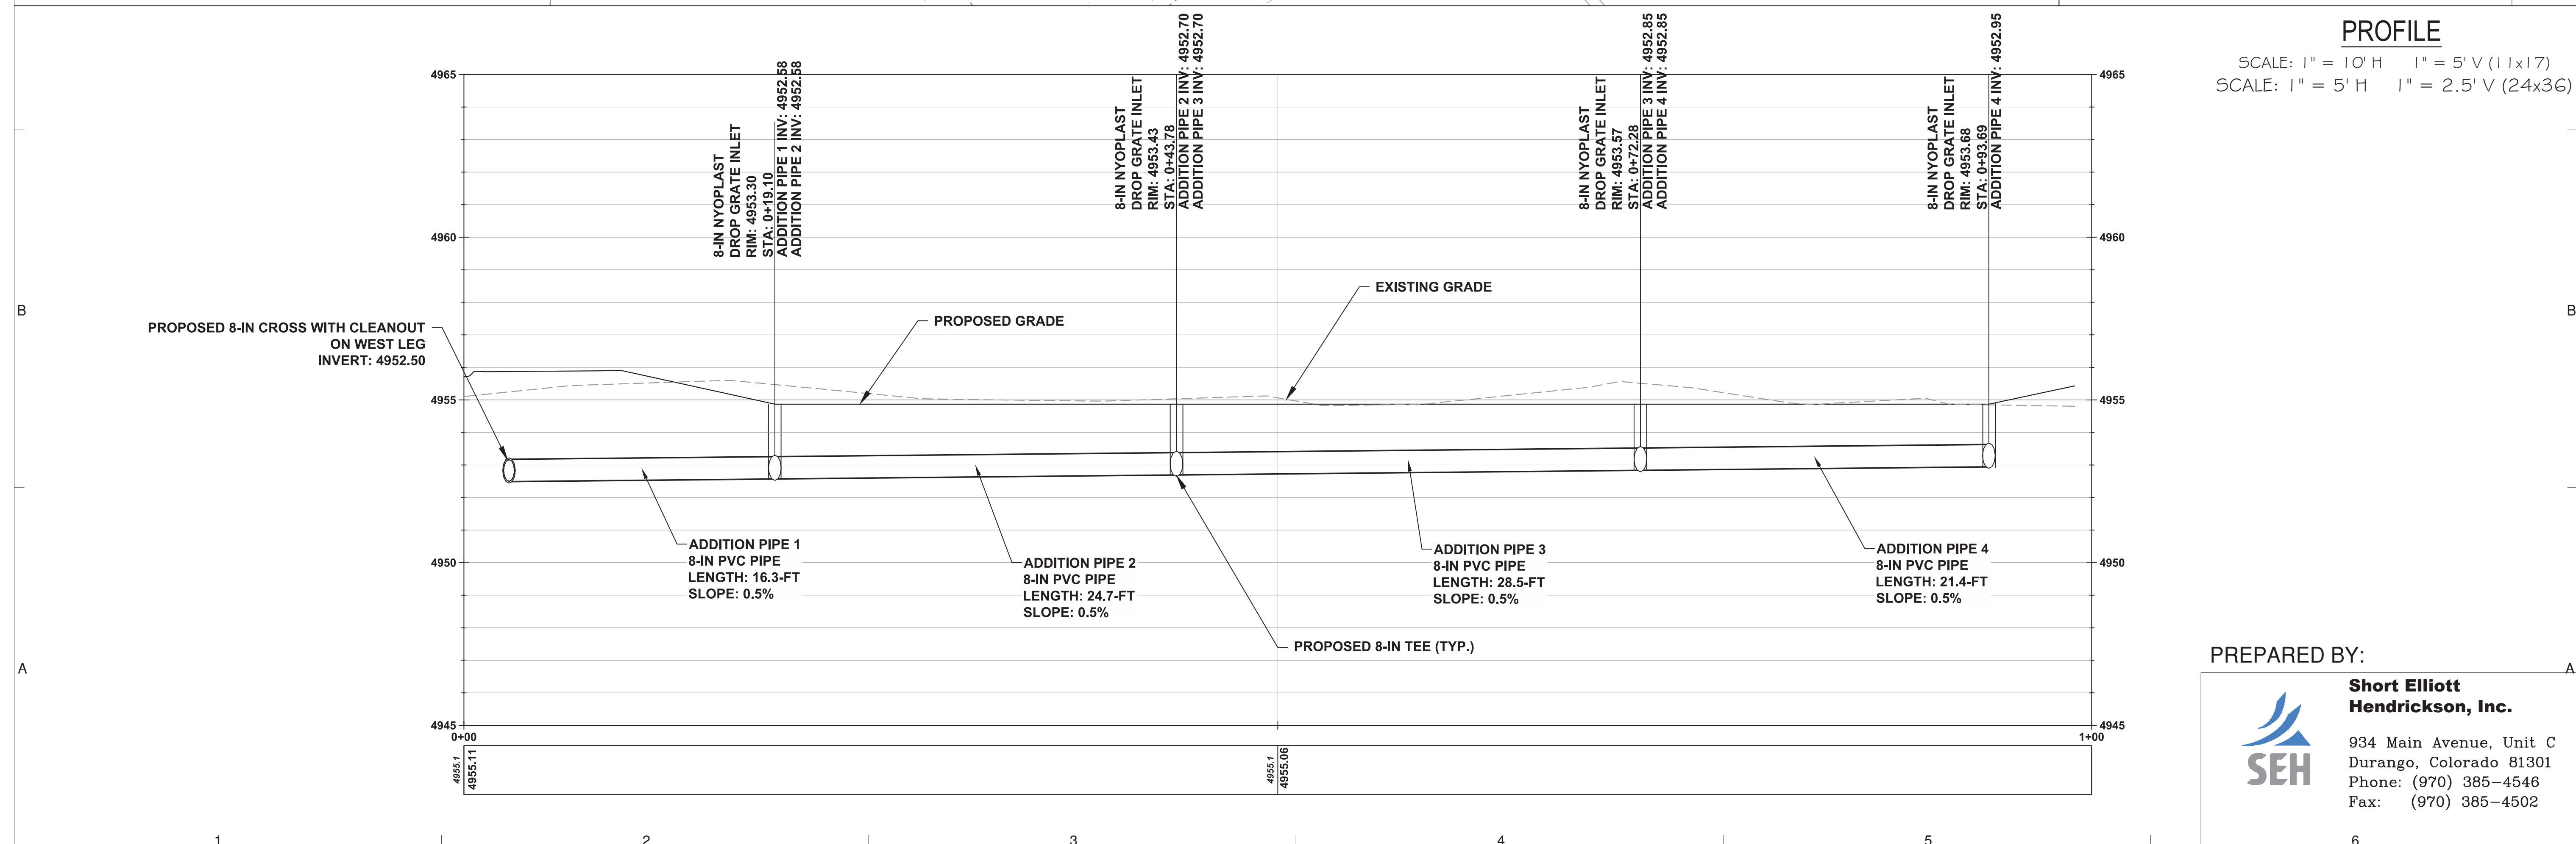 PROFILE
SCALE: 1" = 10' H 1" = 5' V (11x17)
SCALE: 1" = 5' H 1" = 2.5' V (24x36)
4965
4960
4955
4950
4945
4965
4960
4955
4950
4945
0+00
1+00
8-IN NYOPLAST
DROP GRATE INLET
RIM: 4953.30
STA: 0+19.10
ADDITION PIPE 1 INV: 4952.58
ADDITION PIPE 2 INV: 4952.58
8-IN NYOPLAST
DROP GRATE INLET
RIM: 4953.43
STA: 0+43.78
ADDITION PIPE 2 INV: 4952.70
ADDITION PIPE 3 INV: 4952.70
8-IN NYOPLAST
DROP GRATE INLET
RIM: 4953.57
STA: 0+72.28
ADDITION PIPE 3 INV: 4952.85
ADDITION PIPE 4 INV: 4952.85
8-IN NYOPLAST
DROP GRATE INLET
RIM: 4953.68
STA: 0+93.69
ADDITION PIPE 4 INV: 4952.95
EXISTING GRADE
PROPOSED GRADE
PROPOSED 8-IN CROSS WITH CLEANOUT
ON WEST LEG
INVERT: 4952.50
ADDITION PIPE 1
8-IN PVC PIPE
LENGTH: 16.3-FT
SLOPE: 0.5%
ADDITION PIPE 2
8-IN PVC PIPE
LENGTH: 24.7-FT
SLOPE: 0.5%
ADDITION PIPE 3
8-IN PVC PIPE
LENGTH: 28.5-FT
SLOPE: 0.5%
ADDITION PIPE 4
8-IN PVC PIPE
LENGTH: 21.4-FT
SLOPE: 0.5%
PROPOSED 8-IN TEE (TYP.)
4955.1
4955.11
4955.1
4955.06
B
B
A
A
PREPARED BY:
SEH
Short Elliott
Hendrickson, Inc.
934 Main Avenue, Unit C
Durango, Colorado 81301
Phone: (970) 385-4546
Fax: (970) 385-4502
1
2
3
4
5
6